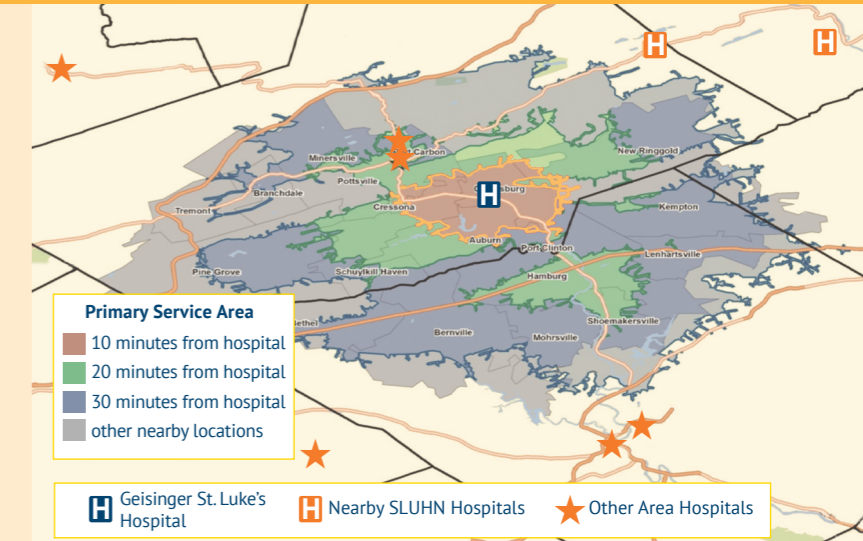 Minersville
Carbon
New Ringgold
Pottsville
Branchdale
Tremont
Cressona
Kempton
Auburn
Port Clinton
Lenhartsville
Pine Grove
Schuylkill Haven
Hamburg
Shoemakersville
Bernville
Mohrsville
Primary Service Area
10 minutes from hospital
20 minutes from hospital
30 minutes from hospital
other nearby locations
H Geisinger St. Luke's
Hospital
H Nearby SLUHN Hospitals
Other Area Hospitals
H
H
H